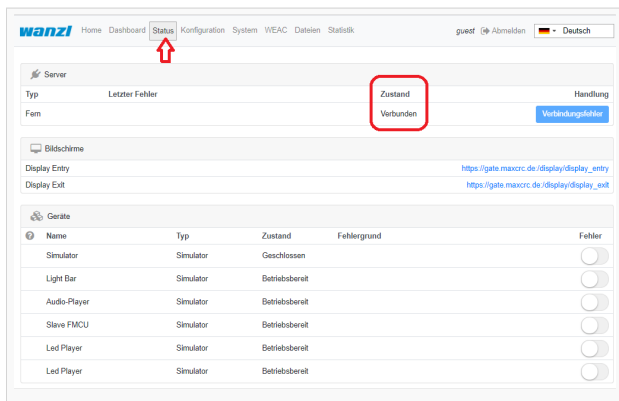 wanzl Home Dashboard Status Konfiguration System WEAC Dateien Statistik guest Abmelden Deutsch
Server
Typ Letzter Fehler Zustand Handlung
Fern Verbunden Verbindungsfehler
Bildschirme
Display Entry https://gate.maxcrc.de:/display/display_entry
Display Exit https://gate.maxcrc.de:/display/display_exit
Geräte
Name Typ Zustand Fehlergrund Fehler
Simulator Simulator Geschlossen
Light Bar Simulator Betriebsbereit
Audio-Player Simulator Betriebsbereit
Slave FMCU Simulator Betriebsbereit
Led Player Simulator Betriebsbereit
Led Player Simulator Betriebsbereit